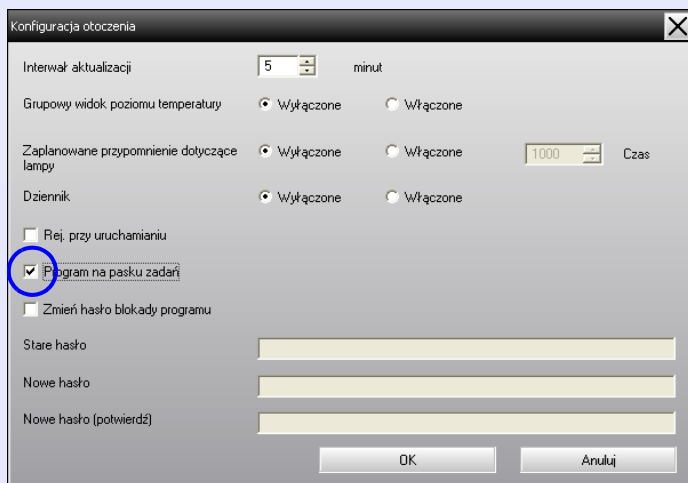 Konfiguracja otoczenia
Interwał aktualizacji 5 minut
Grupowy widok poziomu temperatury Wyłączone Włączone
Zaplanowane przypomnienie dotyczące lampy Wyłączone Włączone 1000 Czas
Dziennik Wyłączone Włączone
Rej. przy uruchamianiu
Program na pasku zadań
Zmień hasło blokady programu
Stare hasło
Nowe hasło
Nowe hasło (potwierdź)
OK Anuluj